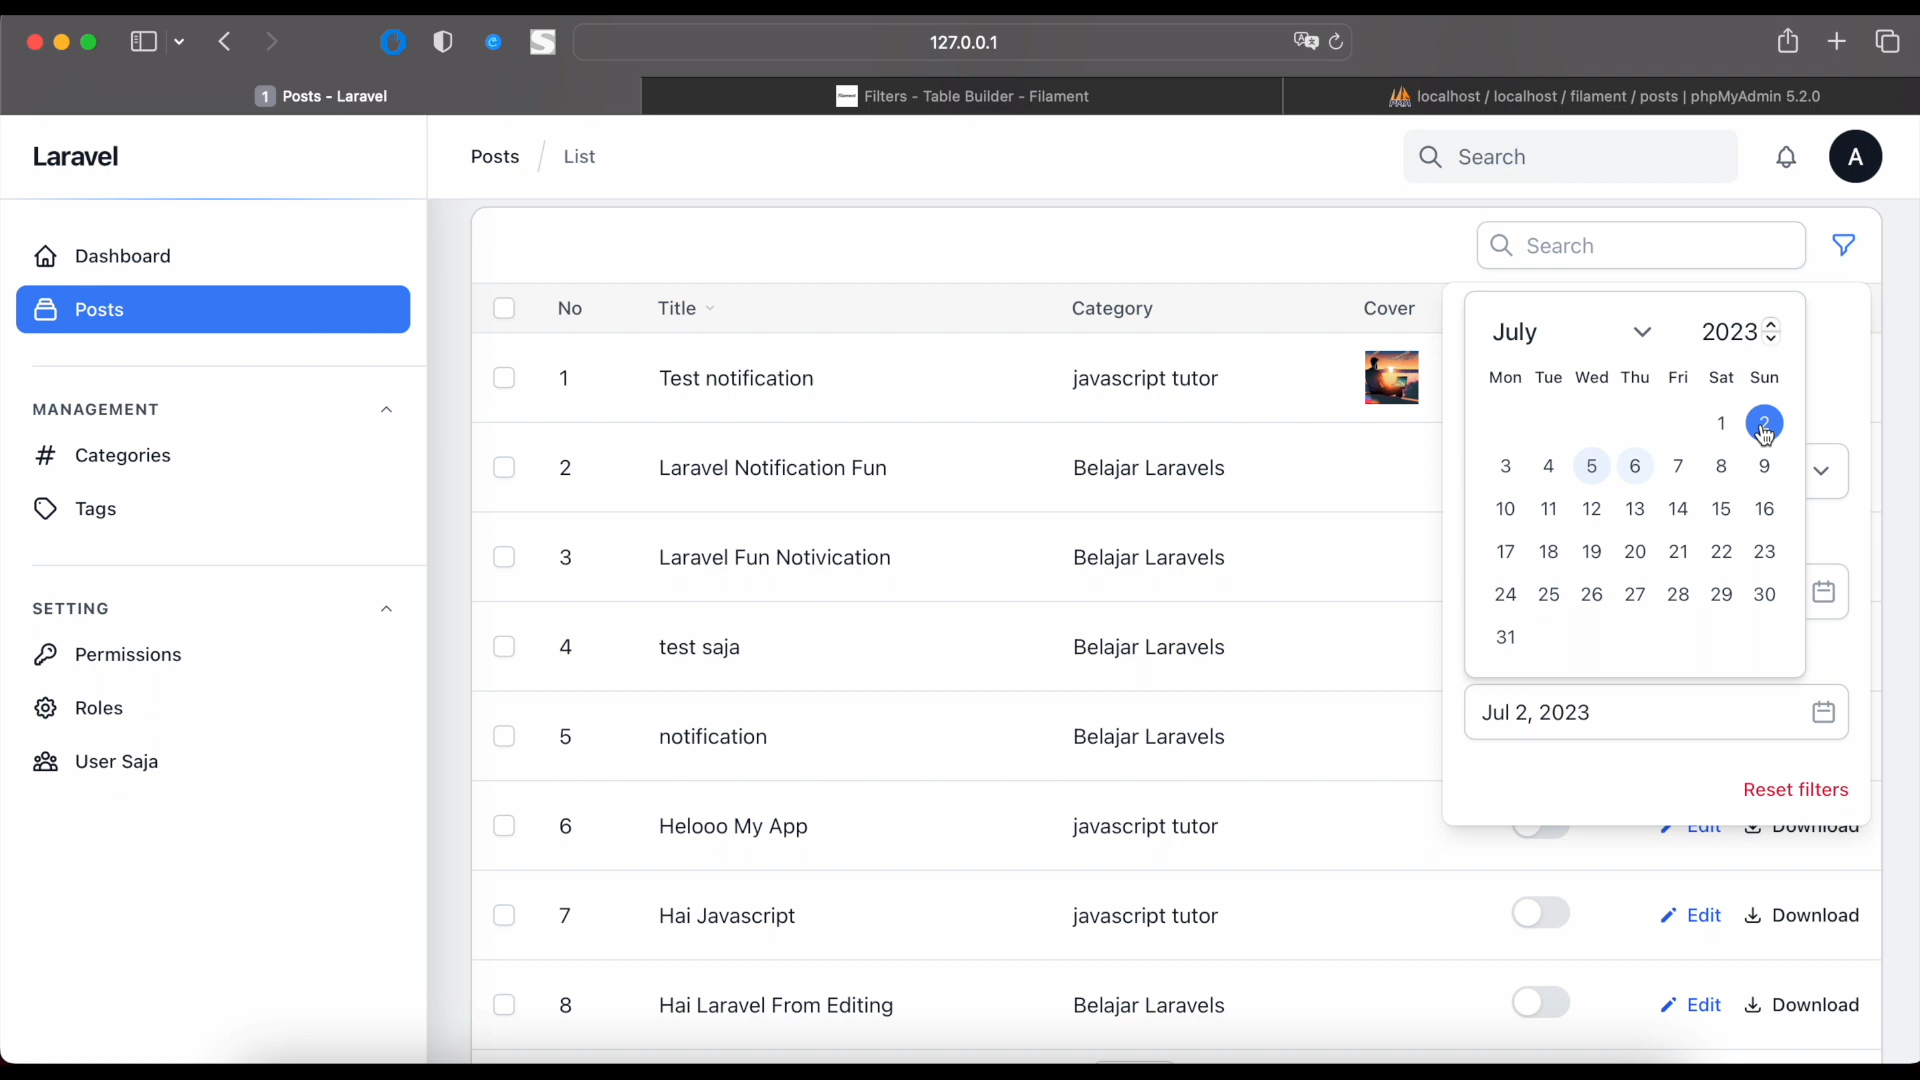 127.0.0.1
1 Posts - Laravel
Filters - Table Builder - Filament
localhost / localhost / filament / posts | phpMyAdmin 5.2.0
Laravel
Posts / List
Search
A
Dashboard
Posts
MANAGEMENT
Categories
Tags
SETTING
Permissions
Roles
User Saja
Search
No Title Category Cover
1 Test notification javascript tutor
2 Laravel Notification Fun Belajar Laravels
3 Laravel Fun Notivication Belajar Laravels
4 test saja Belajar Laravels
5 notification Belajar Laravels
6 Helooo My App javascript tutor Edit Download
7 Hai Javascript javascript tutor Edit Download
8 Hai Laravel From Editing Belajar Laravels Edit Download
July 2023
Mon Tue Wed Thu Fri Sat Sun
1 2
3 4 5 6 7 8 9
10 11 12 13 14 15 16
17 18 19 20 21 22 23
24 25 26 27 28 29 30
31
Jul 2, 2023
Reset filters